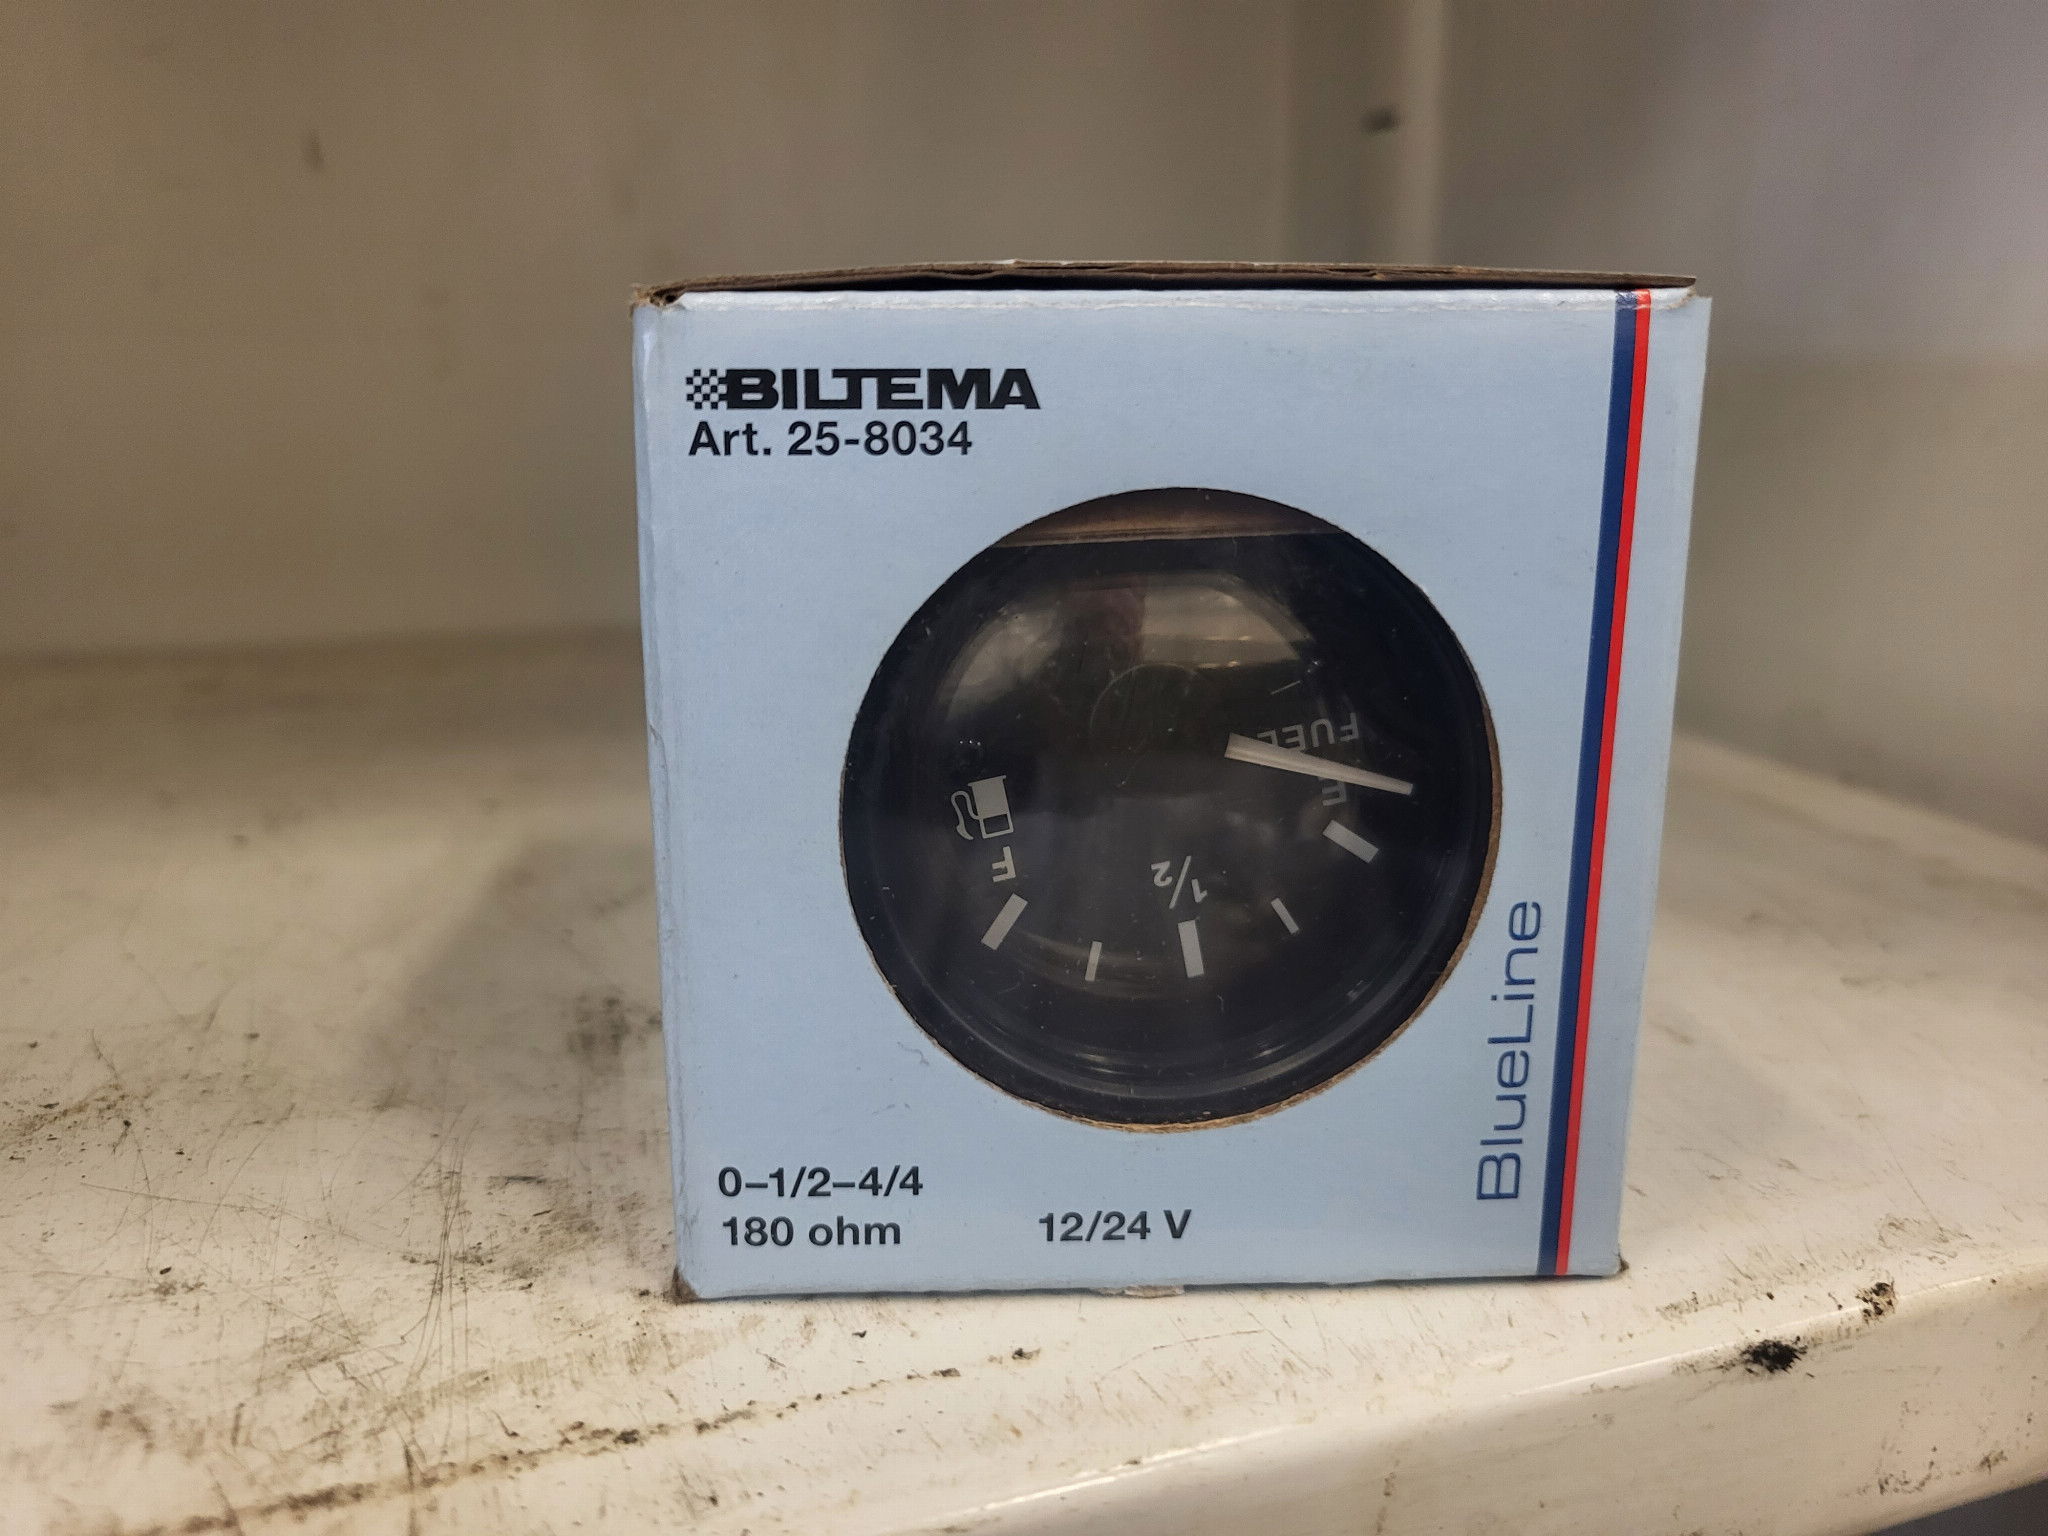 BILTEMA
Art. 25-8034
FUEL
E
1/2
F
0–1/2–4/4
180 ohm
12/24 V
BlueLine